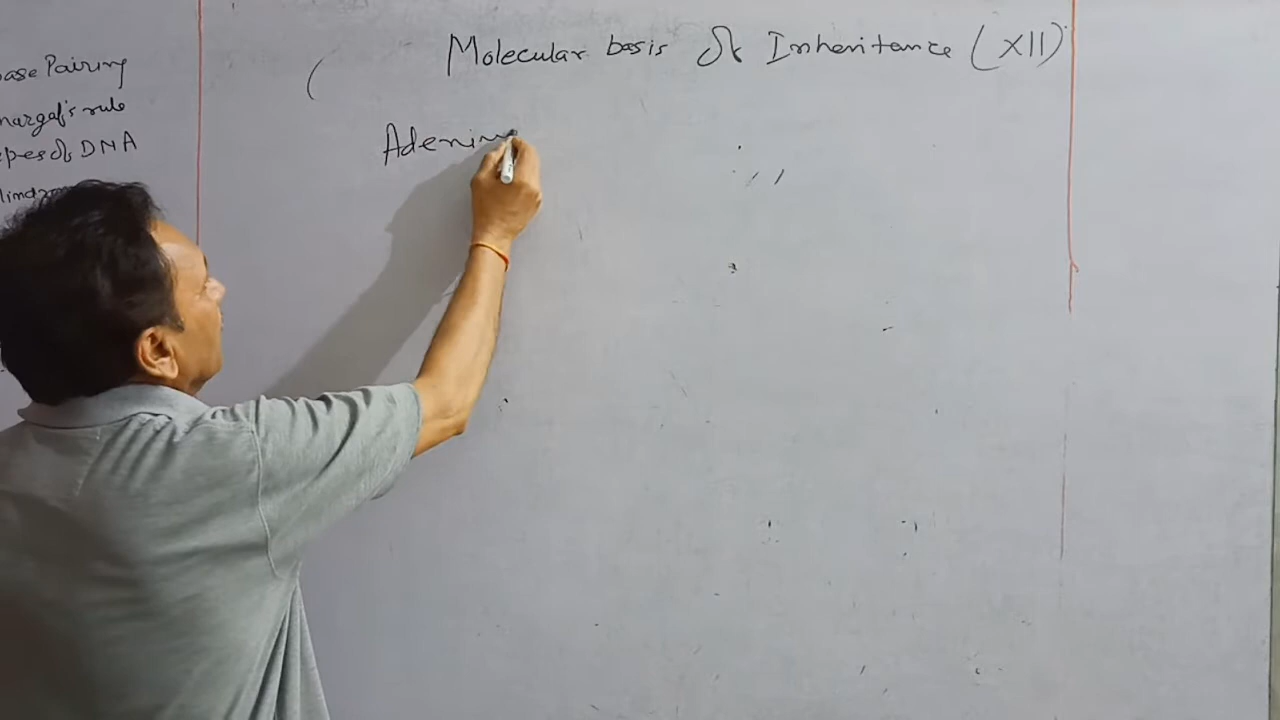 Molecular basis of Inheritance (XII)
ase Pairing
hargaf's rule
pes of DNA
(
Adenin